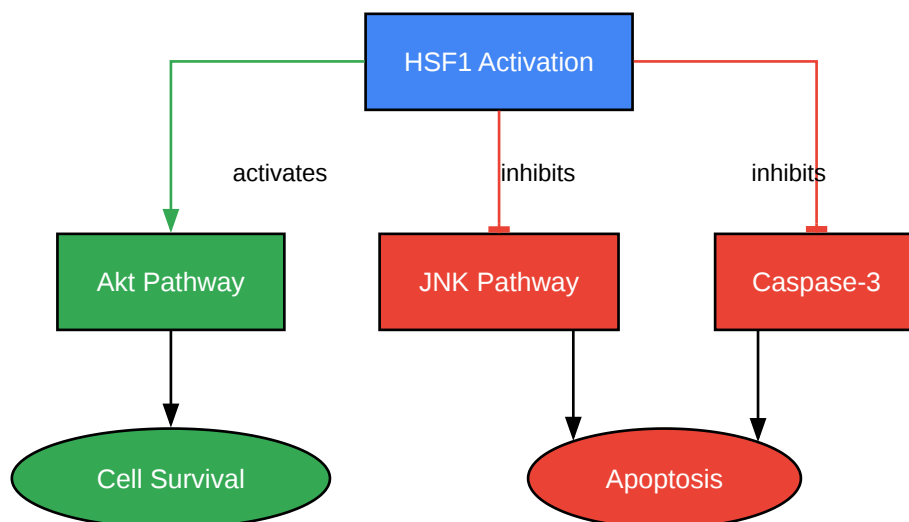 HSF1 Activation
activates
inhibits
inhibits
Akt Pathway
JNK Pathway
Caspase-3
Cell Survival
Apoptosis